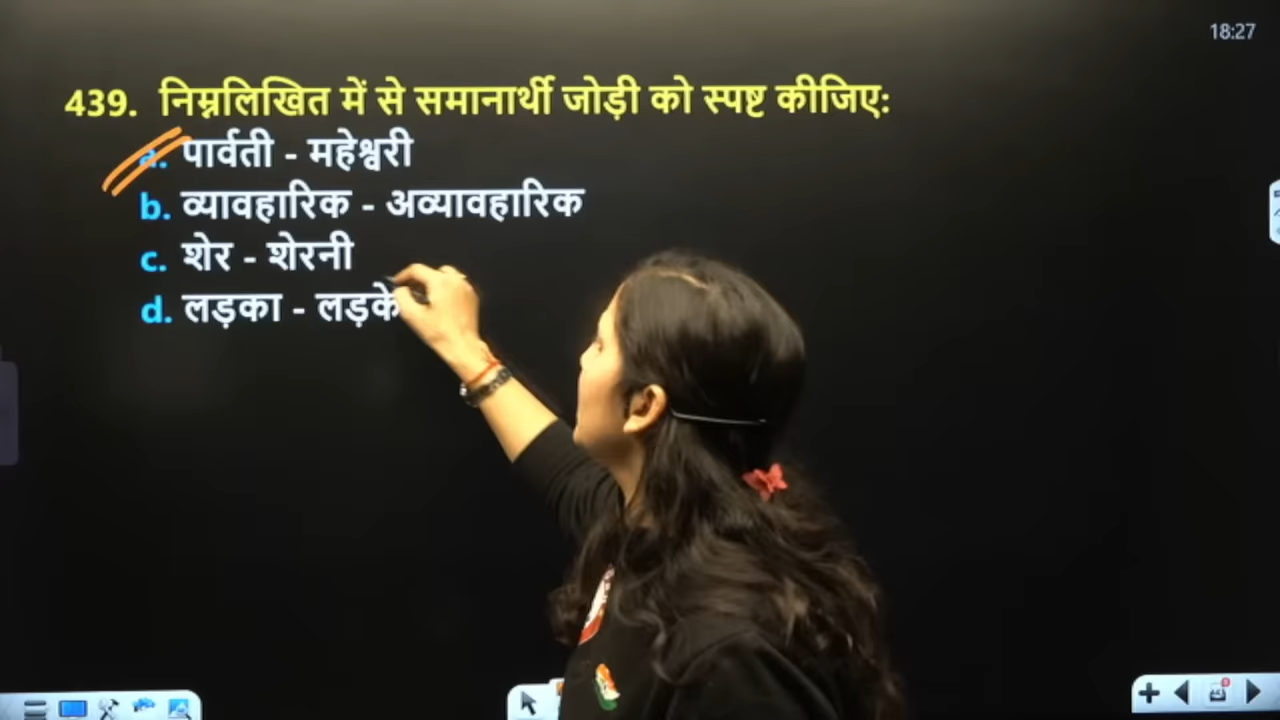 18:27
439. निम्नलिखित में से समानार्थी जोड़ी को स्पष्ट कीजिए:
a. पार्वती - महेश्वरी
b. व्यावहारिक - अव्यावहारिक
c. शेर - शेरनी
d. लड़का - लड़के